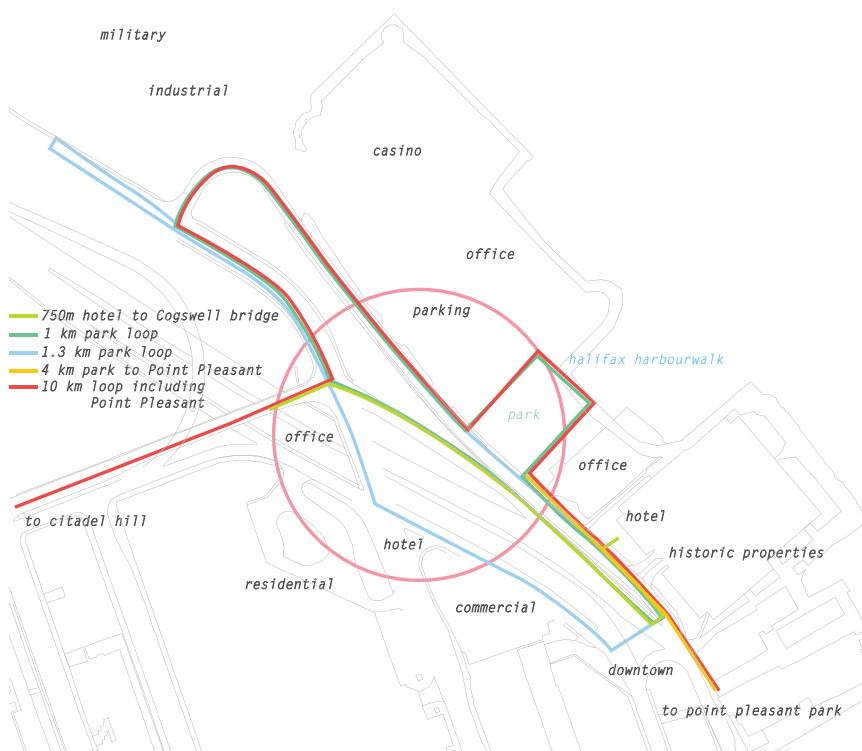 military
industrial
casino
office
parking
750m hotel to Cogswell bridge
1 km park loop
1.3 km park loop
4 km park to Point Pleasant
10 km loop including
Point Pleasant
halifax harbourwalk
park
office
office
to citadel hill
hotel
hotel
historic properties
residential
commercial
downtown
to point pleasant park